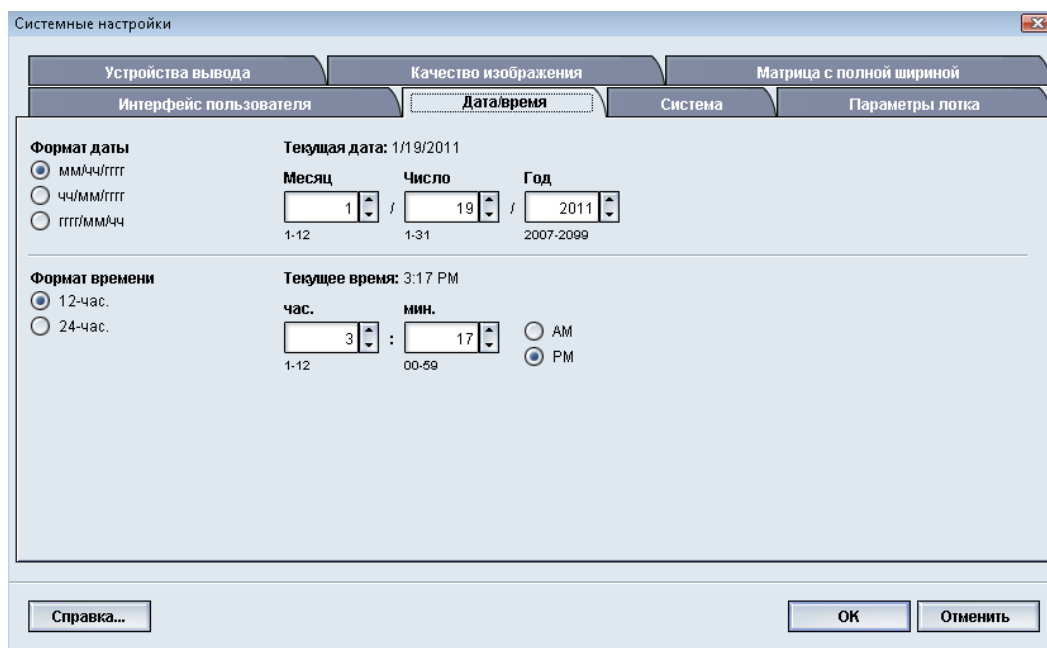 Системные настройки
Устройства вывода Качество изображения Матрица с полной шириной
Интерфейс пользователя Дата/время Система Параметры лотка
Формат даты Текущая дата: 1/19/2011
мм/чч/гггг
Месяц Число Год
чч/мм/гггг
1 / 19 / 2011
гггг/мм/чч
1-12 1-31 2007-2099
Формат времени Текущее время: 3:17 PM
12-час.
час. мин.
24-час.
3 : 17 AM
PM
1-12 00-59
Справка... OK Отменить